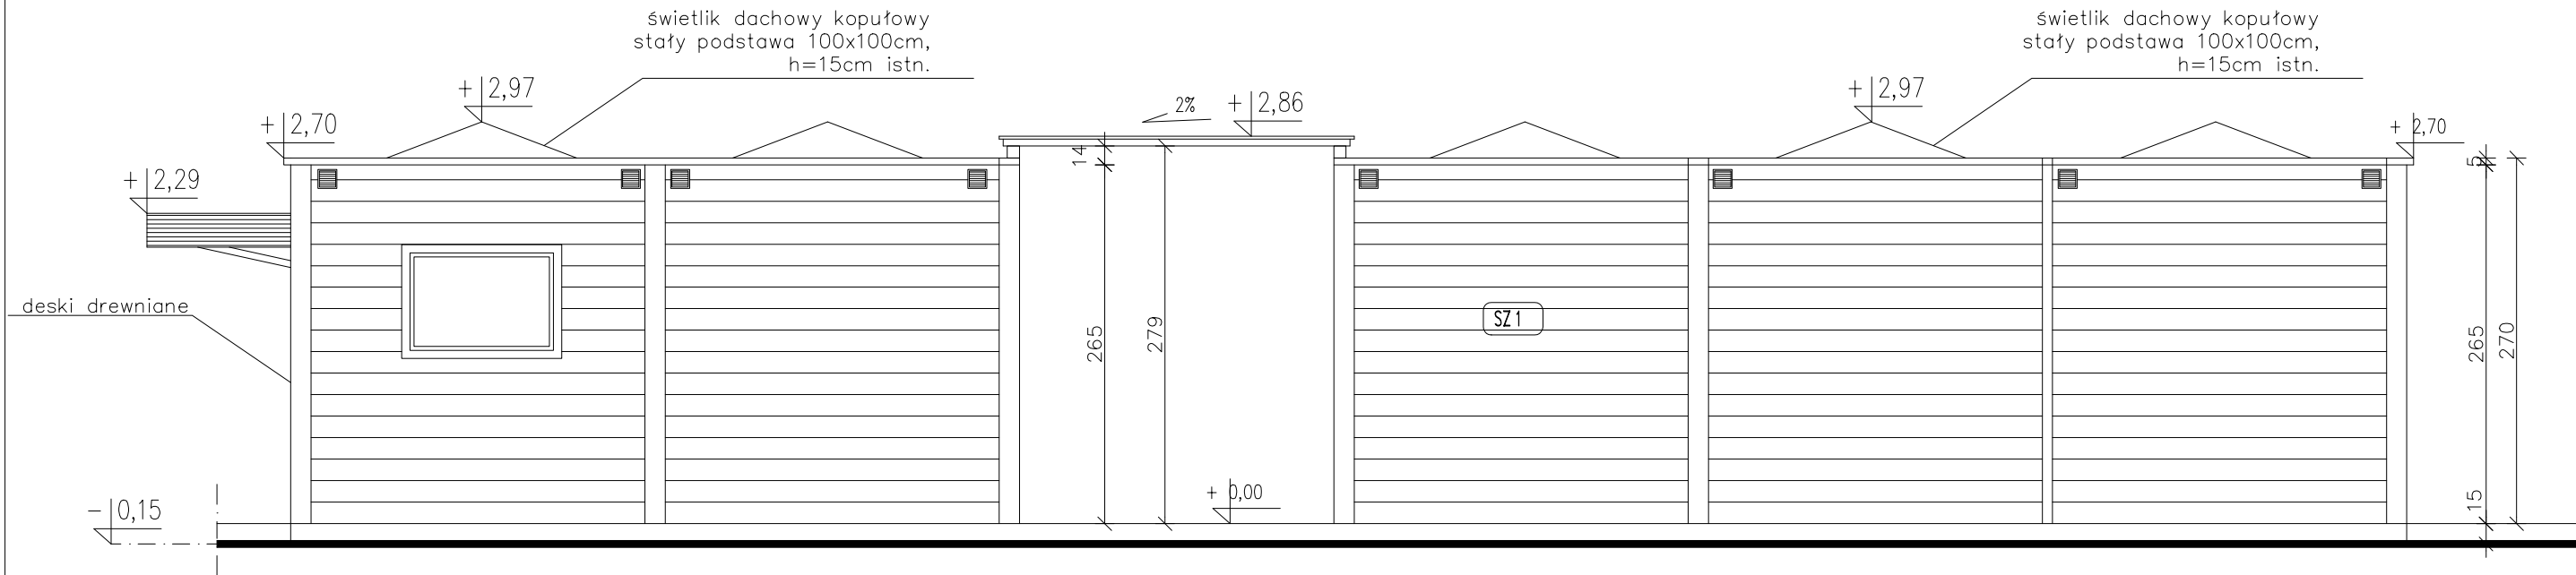 świetlik dachowy kopułowy
stały podstawa 100x100cm,
h=15cm istn.
świetlik dachowy kopułowy
stały podstawa 100x100cm,
h=15cm istn.
+ 2,97
+ 2,70
2%
+ 2,86
+ 2,97
+ 2,70
+ 2,29
14
5
deski drewniane
SZ 1
265
279
265
270
+ 0,00
15
- 0,15